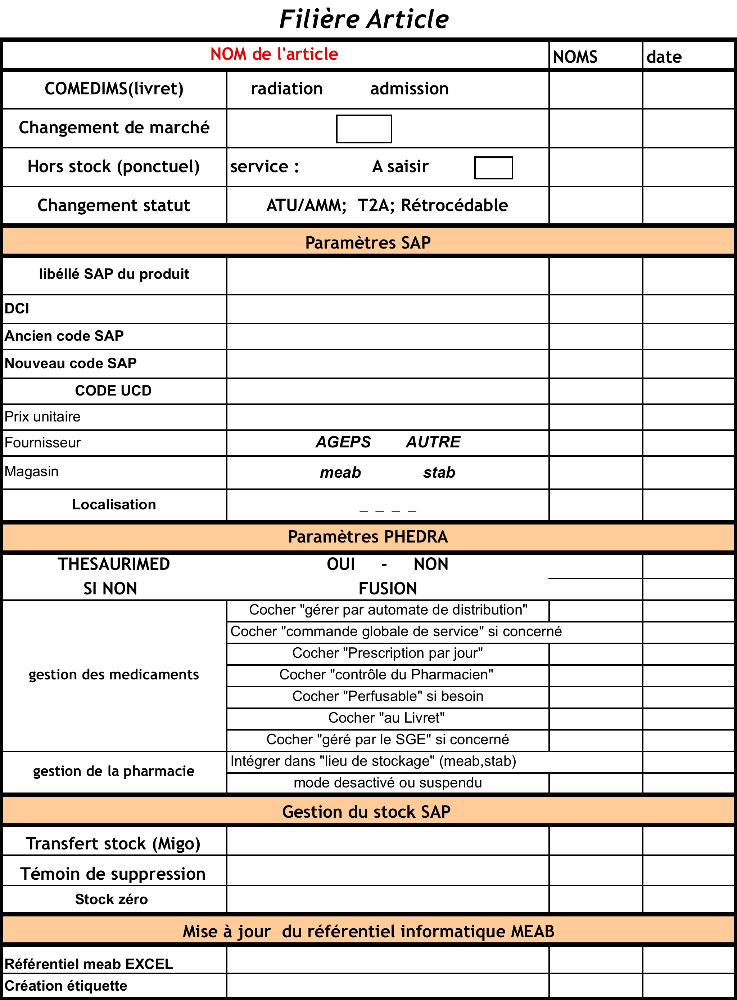 Filière Article
NOM de l'article NOMS date
COMEDIMS(livret) radiation admission
Changement de marché
Hors stock (ponctuel) service : A saisir
Changement statut ATU/AMM; T2A; Rétrocédable
Paramètres SAP
libéllé SAP du produit
DCI
Ancien code SAP
Nouveau code SAP
CODE UCD
Prix unitaire
Fournisseur AGEPS AUTRE
Magasin meab stab
Localisation _ _ _ _
Paramètres PHEDRA
THESAURIMED OUI - NON
SI NON FUSION
Cocher "gérer par automate de distribution"
Cocher "commande globale de service" si concerné
Cocher "Prescription par jour"
gestion des medicaments Cocher "contrôle du Pharmacien"
Cocher "Perfusable" si besoin
Cocher "au Livret"
Cocher "géré par le SGE" si concerné
gestion de la pharmacie Intégrer dans "lieu de stockage" (meab,stab)
mode desactivé ou suspendu
Gestion du stock SAP
Transfert stock (Migo)
Témoin de suppression
Stock zéro
Mise à jour du référentiel informatique MEAB
Référentiel meab EXCEL
Création étiquette